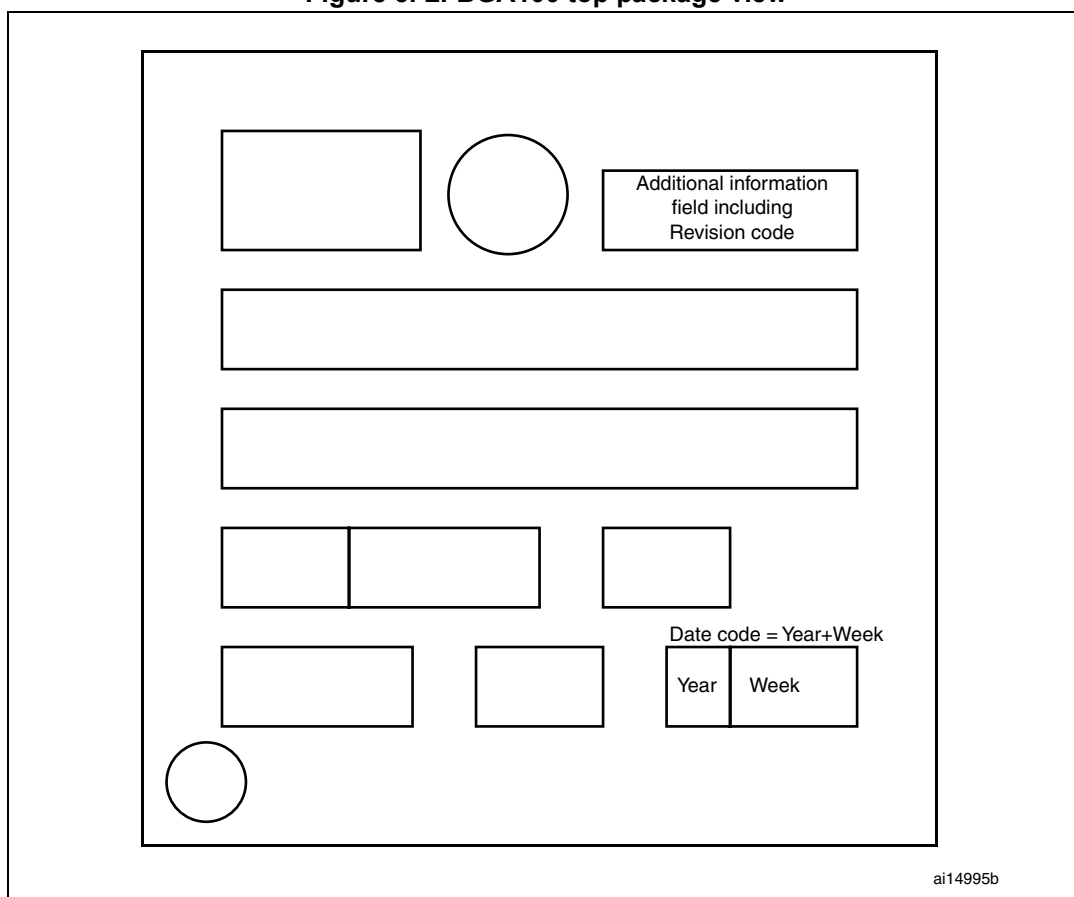 Additional information
field including
Revision code
Date code = Year+Week
Year
Week
ai14995b